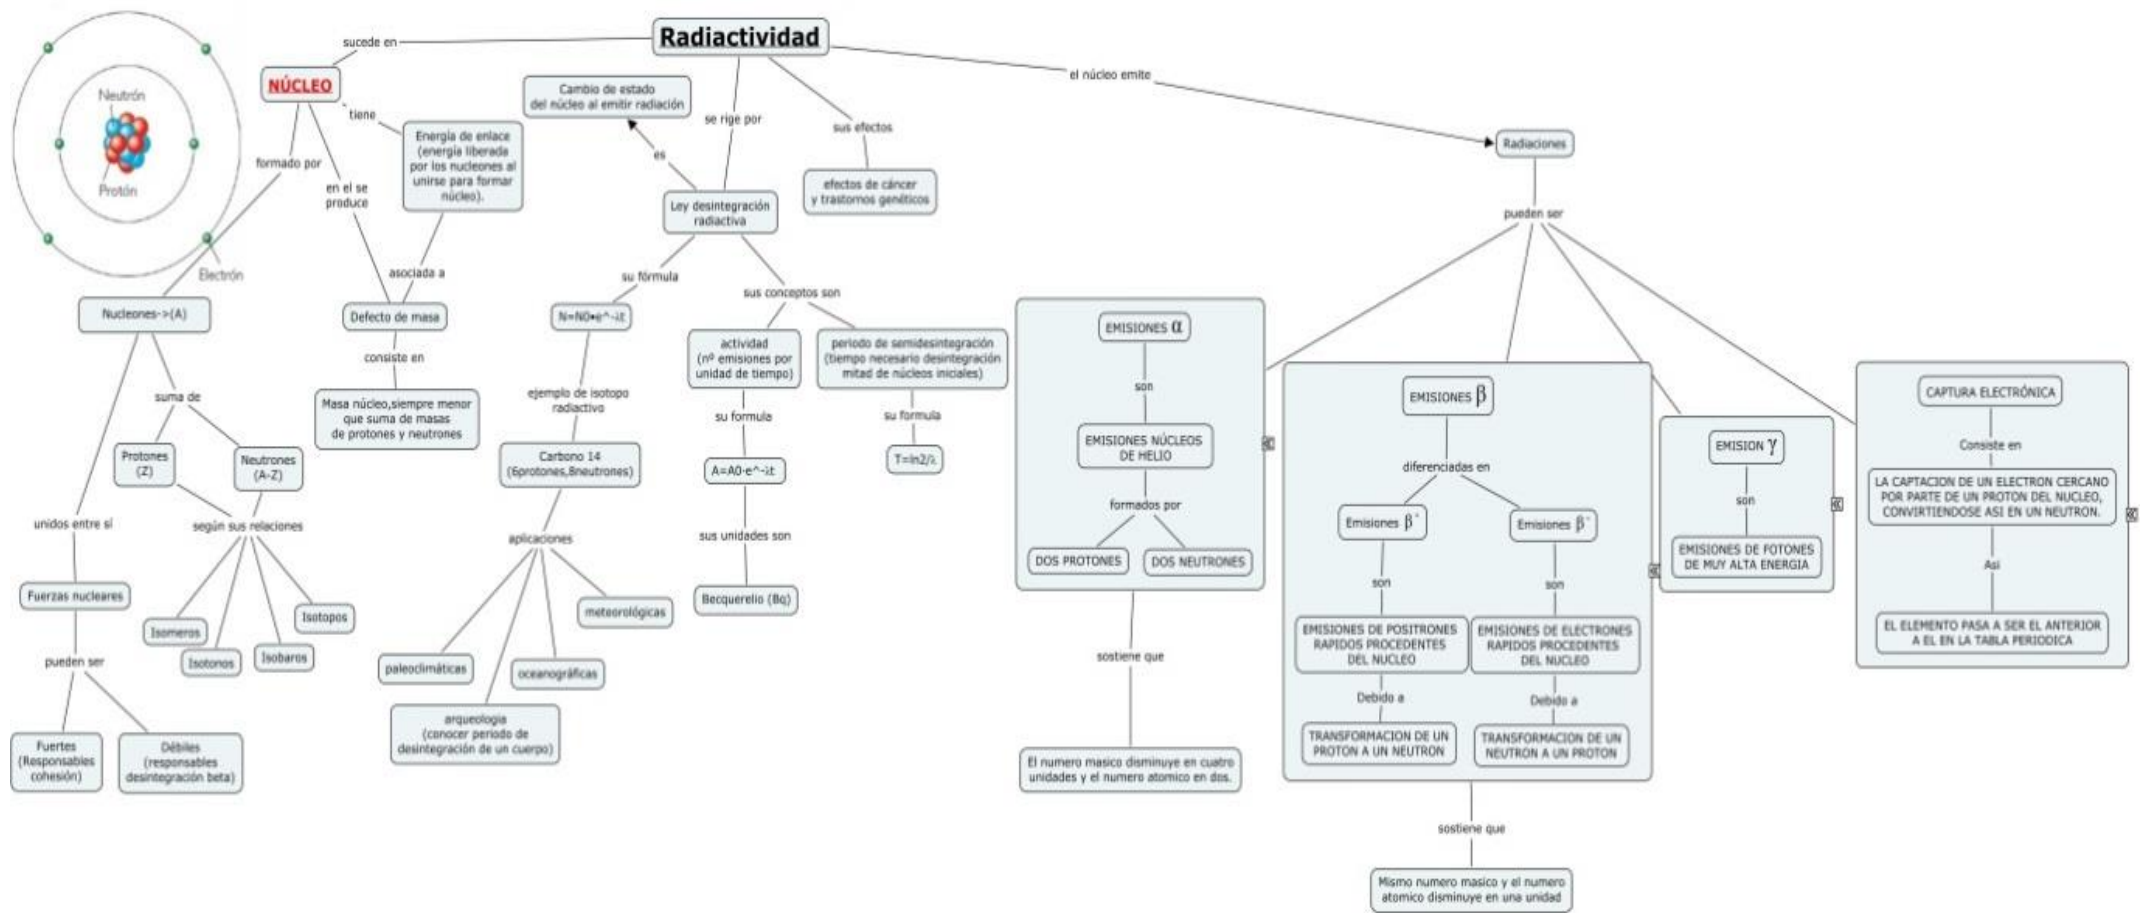 Radiactividad
sucede en
NÚCLEO
Neutrón
Protón
Electrón
formado por
Nucleones->(A)
unidos entre sí
Fuerzas nucleares
pueden ser
Fuertes
(Responsables
cohesión)
Débiles
(responsables
desintegración beta)
suma de
Protones
(Z)
Neutrones
(A-Z)
según sus relaciones
Isomeros
Isotonos
Isobaros
Isotopos
en el se
produce
tiene
Energía de enlace
(energía liberada
por los nucleones al
unirse para formar
núcleo).
asociada a
Defecto de masa
consiste en
Masa núcleo,siempre menor
que suma de masas
de protones y neutrones
se rige por
Ley desintegración
radiactiva
es
Cambio de estado
del núcleo al emitir radiación
su fórmula
N=N0•e^-λt
ejemplo de isotopo
radiactivo
Carbono 14
(6protones,8neutrones)
aplicaciones
paleoclimáticas
arqueologia
(conocer periodo de
desintegración de un cuerpo)
oceanográficas
meteorológicas
sus conceptos son
actividad
(nº emisiones por
unidad de tiempo)
su formula
A=A0·e^-λt
sus unidades son
Becquerelio (Bq)
periodo de semidesintegración
(tiempo necesario desintegración
mitad de núcleos iniciales)
su formula
T=ln2/λ
sus efectos
efectos de cáncer
y trastornos genéticos
el núcleo emite
Radiaciones
pueden ser
EMISIONES α
son
EMISIONES NÚCLEOS
DE HELIO
formados por
DOS PROTONES
DOS NEUTRONES
sostiene que
El numero masico disminuye en cuatro
unidades y el numero atomico en dos.
EMISIONES β
diferenciadas en
Emisiones β⁺
son
EMISIONES DE POSITRONES
RAPIDOS PROCEDENTES
DEL NUCLEO
Debido a
TRANSFORMACION DE UN
PROTON A UN NEUTRON
Emisiones β⁻
son
EMISIONES DE ELECTRONES
RAPIDOS PROCEDENTES
DEL NUCLEO
Debido a
TRANSFORMACION DE UN
NEUTRON A UN PROTON
sostiene que
Mismo numero masico y el numero
atomico disminuye en una unidad
EMISION γ
son
EMISIONES DE FOTONES
DE MUY ALTA ENERGIA
CAPTURA ELECTRÓNICA
Consiste en
LA CAPTACION DE UN ELECTRON CERCANO
POR PARTE DE UN PROTON DEL NUCLEO,
CONVIRTIENDOSE ASI EN UN NEUTRON.
Asi
EL ELEMENTO PASA A SER EL ANTERIOR
A EL EN LA TABLA PERIODICA